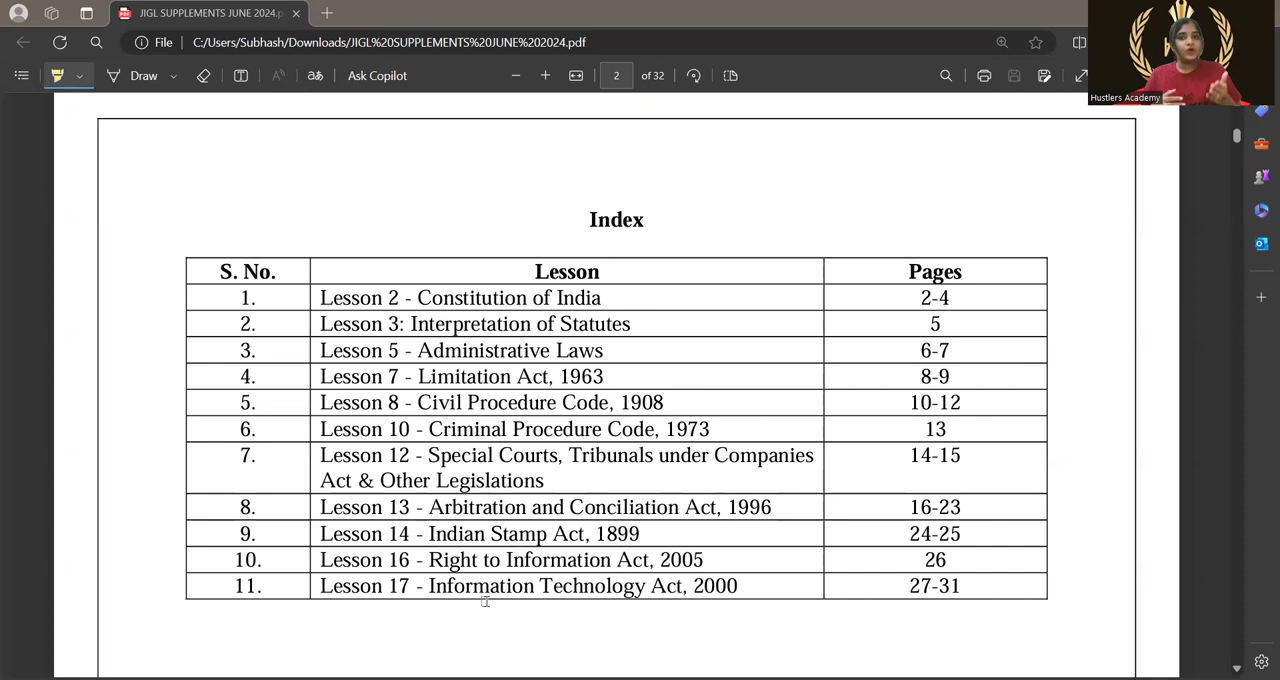 JIGL SUPPLEMENTS JUNE 2024.p
File C:/Users/Subhash/Downloads/JIGL%20SUPPLEMENTS%20JUNE%202024.pdf
Draw Ask Copilot 2 of 32
Hustlers Academy
Index
S. No. Lesson Pages
1. Lesson 2 - Constitution of India 2-4
2. Lesson 3: Interpretation of Statutes 5
3. Lesson 5 - Administrative Laws 6-7
4. Lesson 7 - Limitation Act, 1963 8-9
5. Lesson 8 - Civil Procedure Code, 1908 10-12
6. Lesson 10 - Criminal Procedure Code, 1973 13
7. Lesson 12 - Special Courts, Tribunals under Companies 14-15
Act & Other Legislations
8. Lesson 13 - Arbitration and Conciliation Act, 1996 16-23
9. Lesson 14 - Indian Stamp Act, 1899 24-25
10. Lesson 16 - Right to Information Act, 2005 26
11. Lesson 17 - Information Technology Act, 2000 27-31